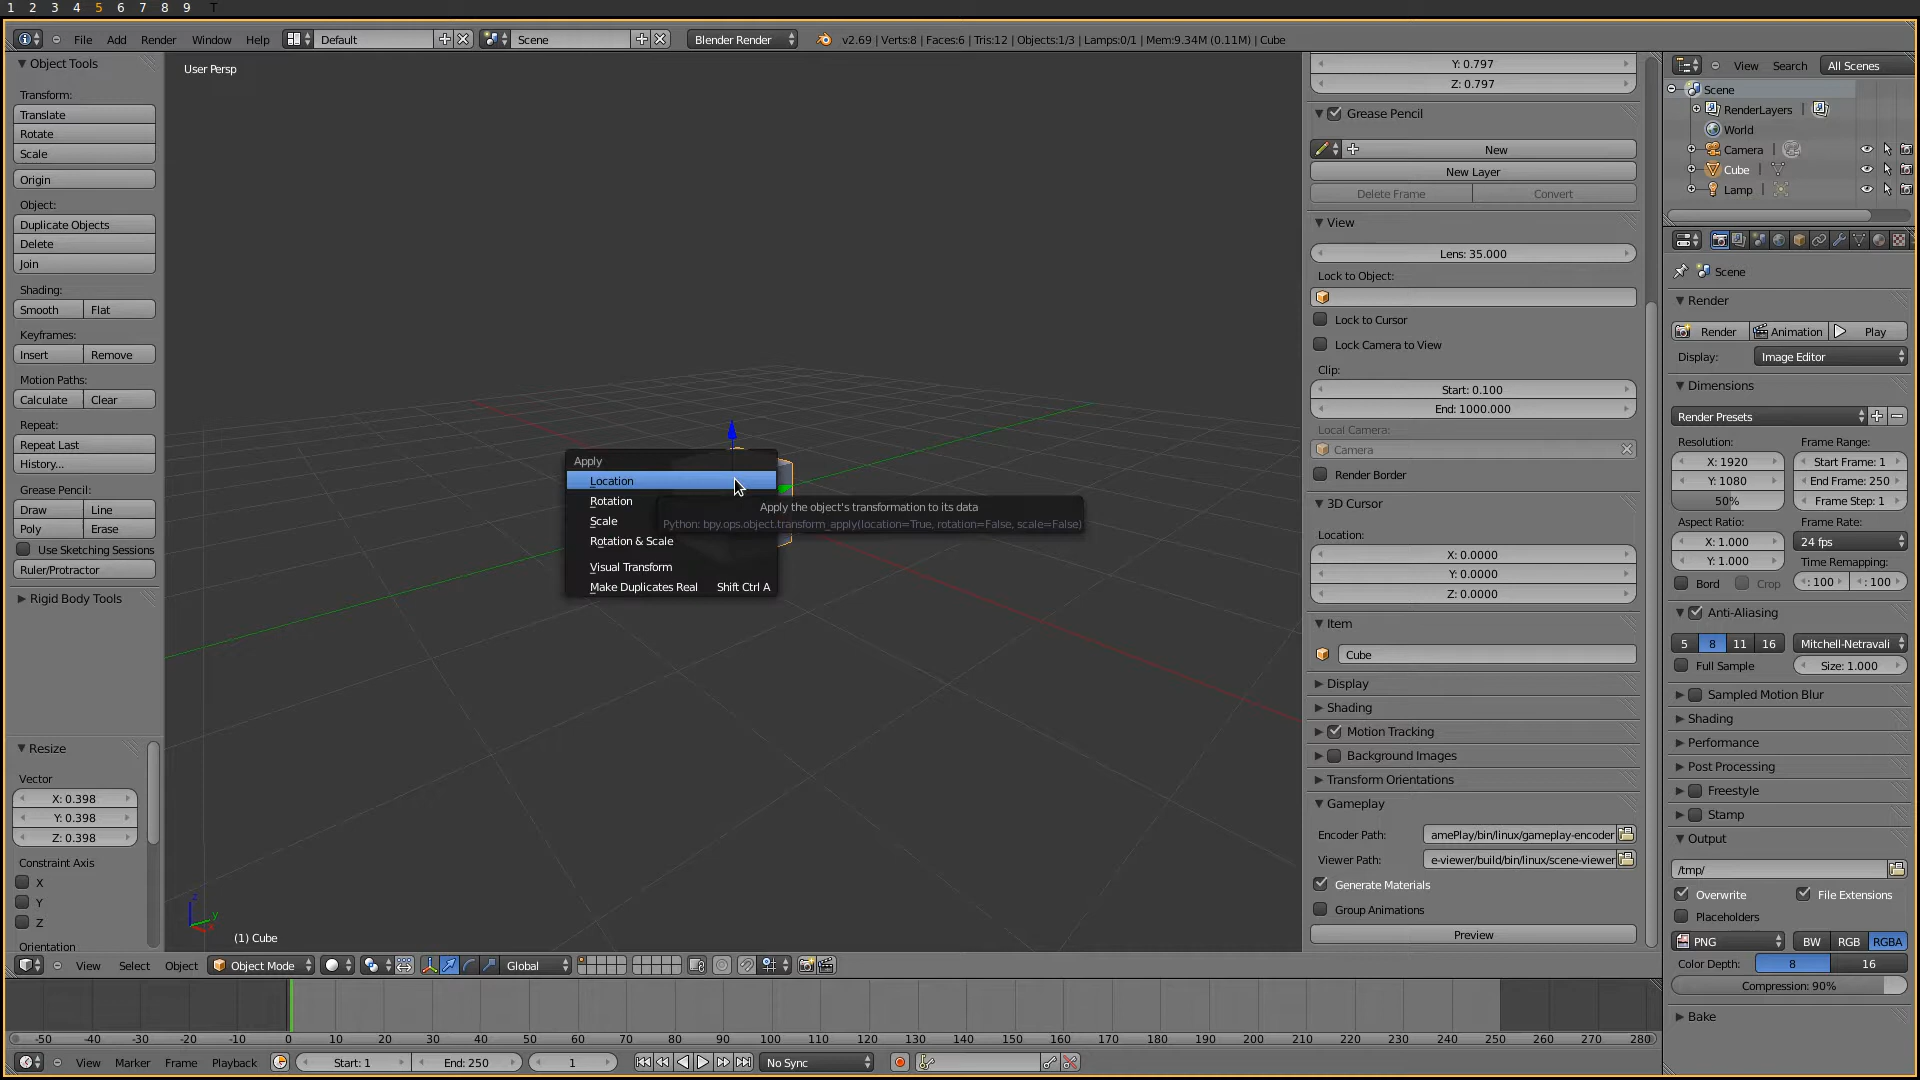 1 2 3 4 5 6 7 8 9 T
File Add Render Window Help Default Scene Blender Render v2.69 | Verts:8 | Faces:6 | Tris:12 | Objects:1/3 | Lamps:0/1 | Mem:9.34M (0.11M) | Cube
Object Tools
Transform:
Translate
Rotate
Scale
Origin
Object:
Duplicate Objects
Delete
Join
Shading:
Smooth Flat
Keyframes:
Insert Remove
Motion Paths:
Calculate Clear
Repeat:
Repeat Last
History...
Grease Pencil:
Draw Line
Poly Erase
Use Sketching Sessions
Ruler/Protractor
Rigid Body Tools
Resize
Vector
X: 0.398
Y: 0.398
Z: 0.398
Constraint Axis
X
Y
Z
Orientation
User Persp
Apply
Location
Rotation
Scale
Rotation & Scale
Visual Transform
Make Duplicates Real Shift Ctrl A
Apply the object's transformation to its data
Python: bpy.ops.object.transform_apply(location=True, rotation=False, scale=False)
z
y
x
(1) Cube
Y: 0.797
Z: 0.797
Grease Pencil
New
New Layer
Delete Frame Convert
View
Lens: 35.000
Lock to Object:
Lock to Cursor
Lock Camera to View
Clip:
Start: 0.100
End: 1000.000
Local Camera:
Camera
Render Border
3D Cursor
Location:
X: 0.0000
Y: 0.0000
Z: 0.0000
Item
Cube
Display
Shading
Motion Tracking
Background Images
Transform Orientations
Gameplay
Encoder Path: amePlay/bin/linux/gameplay-encoder
Viewer Path: e-viewer/build/bin/linux/scene-viewer
Generate Materials
Group Animations
Preview
View Search All Scenes
Scene
RenderLayers |
World
Camera |
Cube |
Lamp |
Scene
Render
Render Animation Play
Display: Image Editor
Dimensions
Render Presets
Resolution: Frame Range:
X: 1920 Start Frame: 1
Y: 1080 End Frame: 250
50% Frame Step: 1
Aspect Ratio: Frame Rate:
X: 1.000 24 fps
Y: 1.000 Time Remapping:
Bord Crop : 100 : 100
Anti-Aliasing
5 8 11 16 Mitchell-Netravali
Full Sample Size: 1.000
Sampled Motion Blur
Shading
Performance
Post Processing
Freestyle
Stamp
Output
/tmp/
Overwrite File Extensions
Placeholders
PNG BW RGB RGBA
Color Depth: 8 16
Compression: 90%
Bake
View Select Object Object Mode Global
-50 -40 -30 -20 -10 0 10 20 30 40 50 60 70 80 90 100 110 120 130 140 150 160 170 180 190 200 210 220 230 240 250 260 270 280
View Marker Frame Playback Start: 1 End: 250 1 No Sync